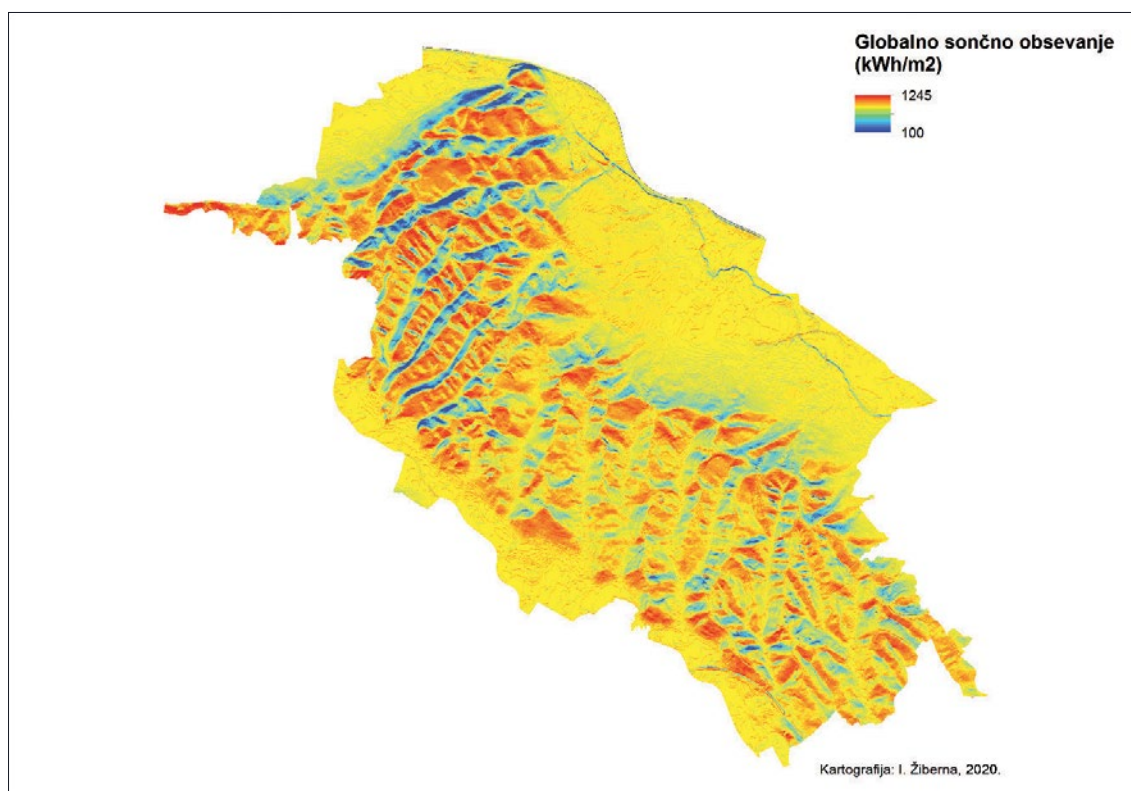 Globalno sončno obsevanje
(kWh/m2)
1245
100
Kartografija: I. Žiberna, 2020.